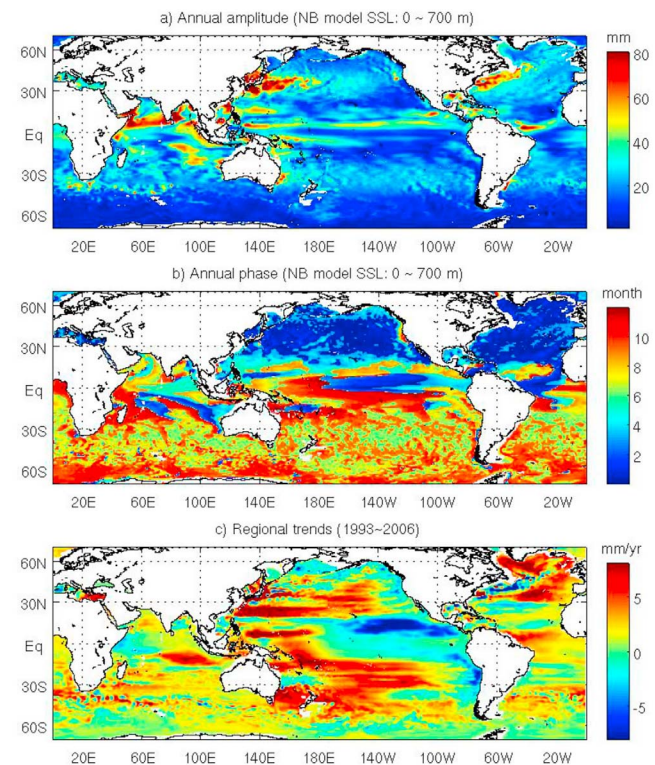 a) Annual amplitude (NB model SSL: 0 ~ 700 m)
mm
60N
30N
Eq
30S
60S
80
60
40
20
20E 60E 100E 140E 180E 140W 100W 60W 20W
b) Annual phase (NB model SSL: 0 ~ 700 m)
month
60N
30N
Eq
30S
60S
10
8
6
4
2
20E 60E 100E 140E 180E 140W 100W 60W 20W
c) Regional trends (1993~2006)
mm/yr
60N
30N
Eq
30S
60S
5
0
-5
20E 60E 100E 140E 180E 140W 100W 60W 20W